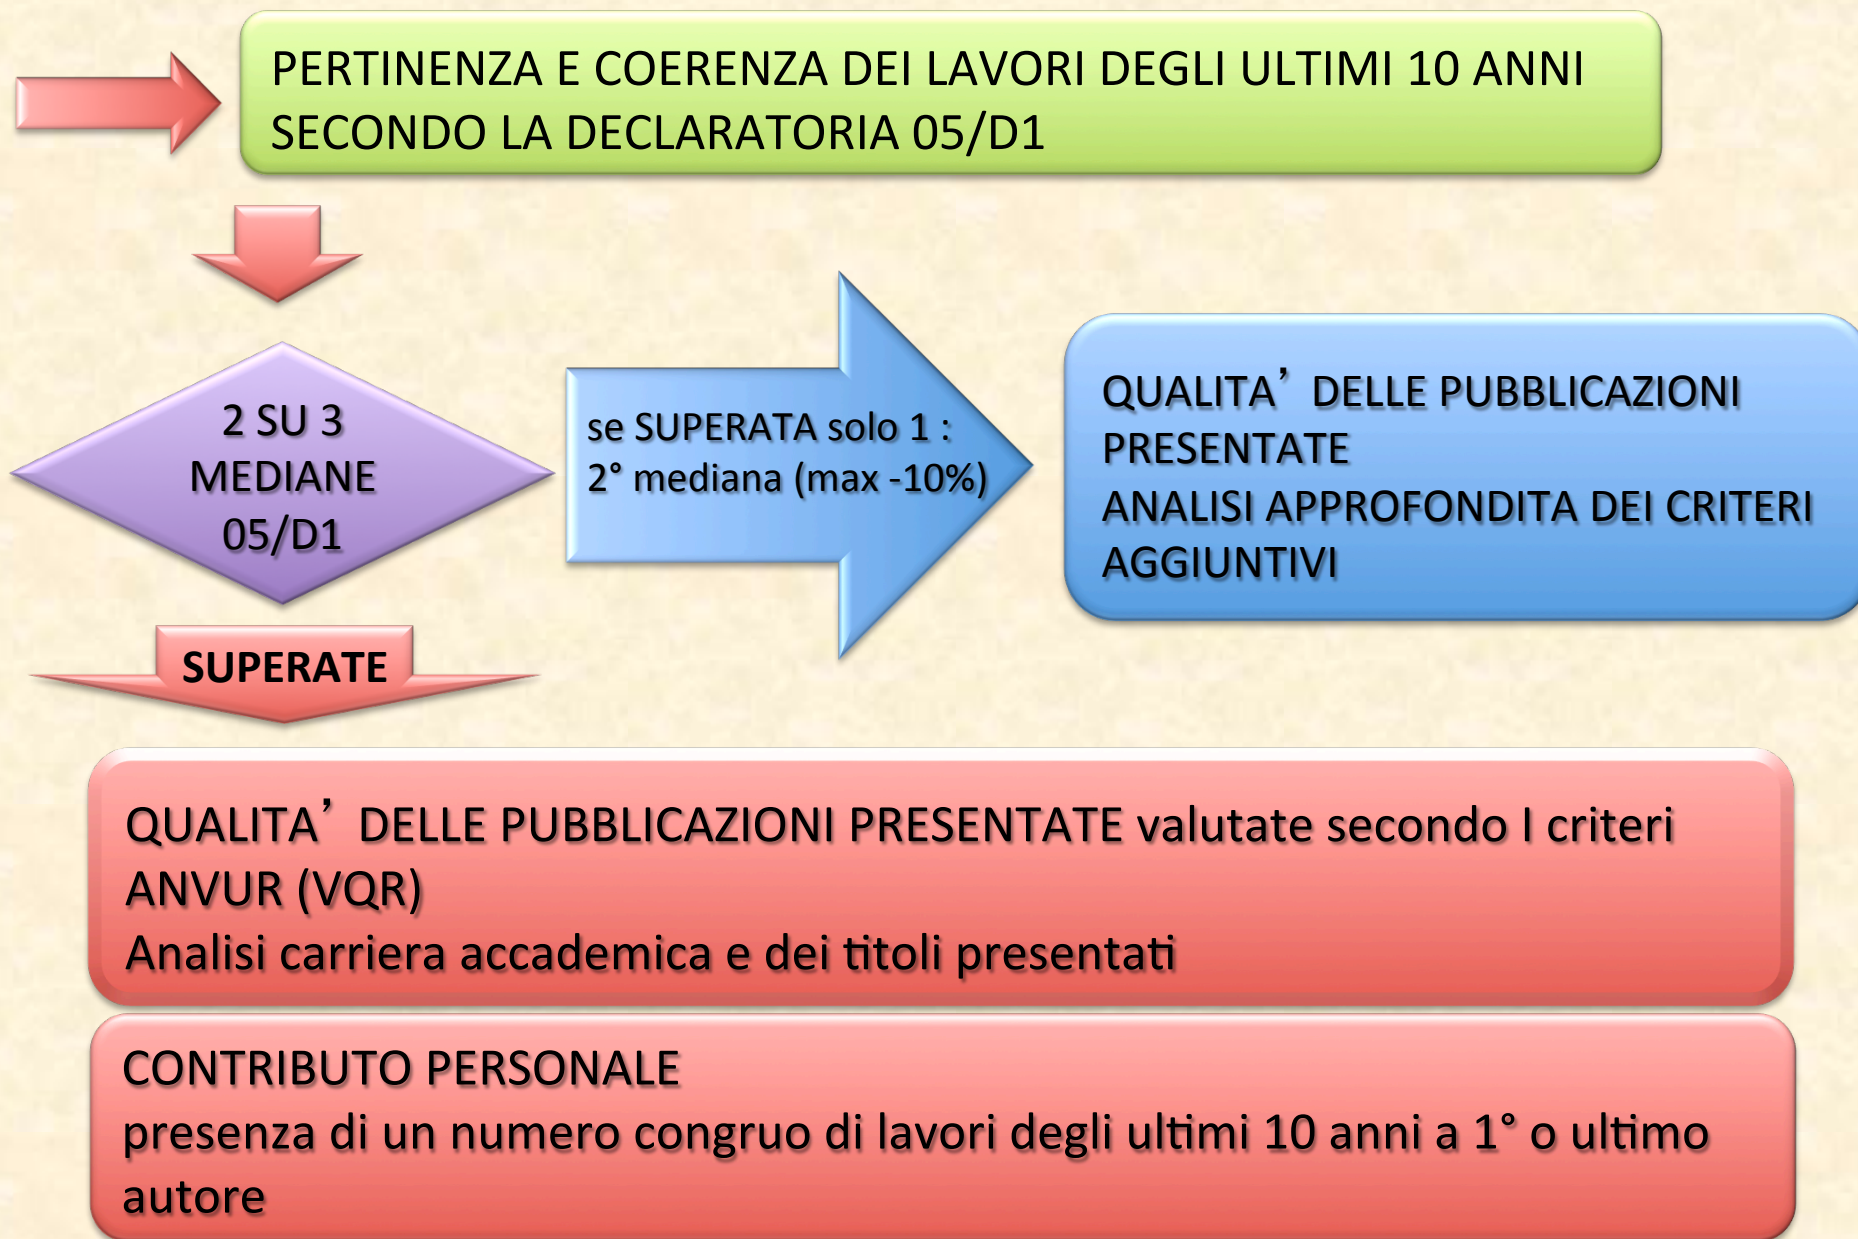 PERTINENZA E COERENZA DEI LAVORI DEGLI ULTIMI 10 ANNI
SECONDO LA DECLARATORIA 05/D1
2 SU 3
MEDIANE
05/D1
se SUPERATA solo 1 :
2° mediana (max -10%)
QUALITA’ DELLE PUBBLICAZIONI
PRESENTATE
ANALISI APPROFONDITA DEI CRITERI
AGGIUNTIVI
SUPERATE
QUALITA’ DELLE PUBBLICAZIONI PRESENTATE valutate secondo I criteri
ANVUR (VQR)
Analisi carriera accademica e dei titoli presentati
CONTRIBUTO PERSONALE
presenza di un numero congruo di lavori degli ultimi 10 anni a 1° o ultimo
autore